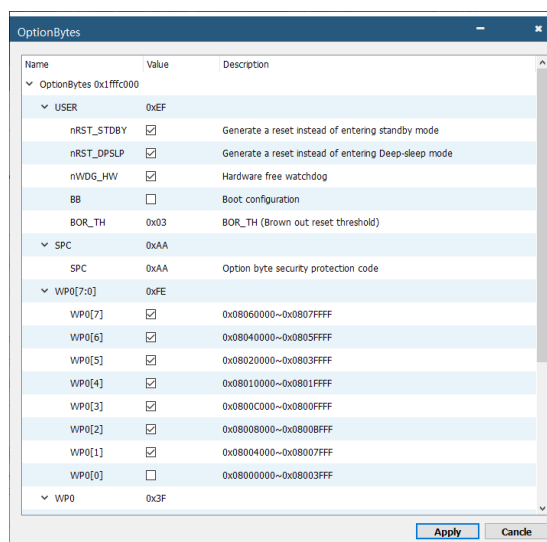 OptionBytes
Name Value Description
OptionBytes 0x1fffc000
USER 0xEF
nRST_STDBY Generate a reset instead of entering standby mode
nRST_DPSLP Generate a reset instead of entering Deep-sleep mode
nWDG_HW Hardware free watchdog
BB Boot configuration
BOR_TH 0x03 BOR_TH (Brown out reset threshold)
SPC 0xAA
SPC 0xAA Option byte security protection code
WP0[7:0] 0xFE
WP0[7] 0x08060000~0x0807FFFF
WP0[6] 0x08040000~0x0805FFFF
WP0[5] 0x08020000~0x0803FFFF
WP0[4] 0x08010000~0x0801FFFF
WP0[3] 0x0800C000~0x0800FFFF
WP0[2] 0x08008000~0x0800BFFF
WP0[1] 0x08004000~0x08007FFF
WP0[0] 0x08000000~0x08003FFF
WP0 0x3F
Apply Cancle